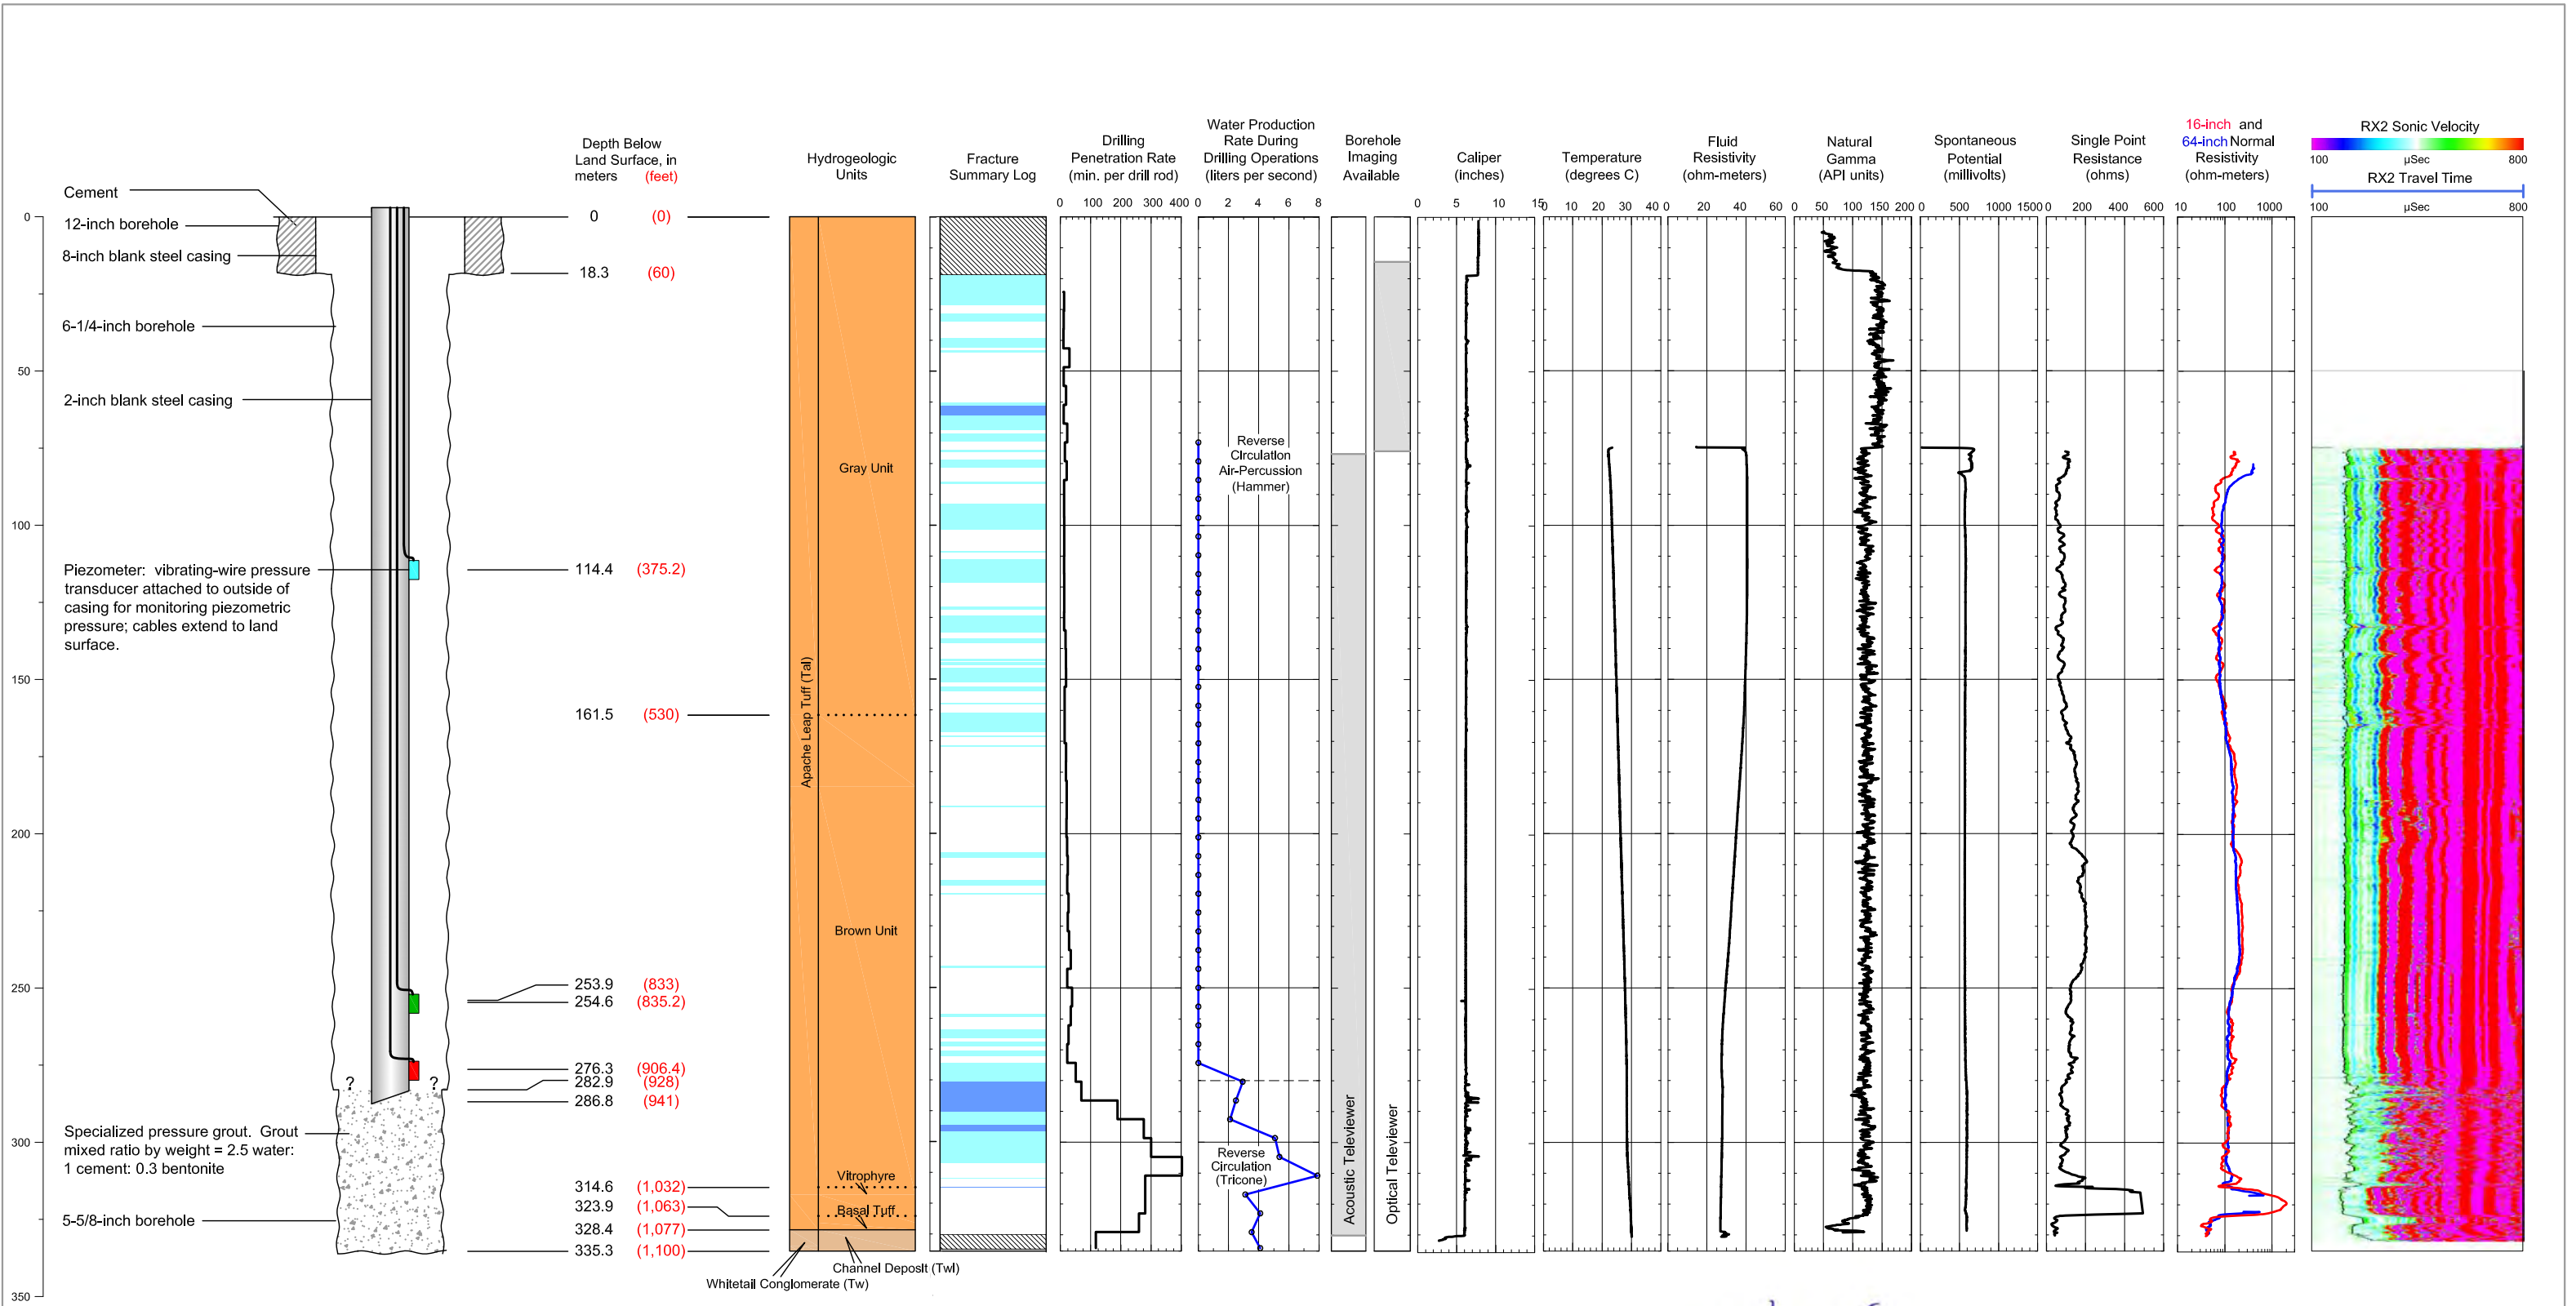 Depth Below
Land Surface, in
meters (feet)
Hydrogeologic
Units
Fracture
Summary Log
Drilling
Penetration Rate
(min. per drill rod)
Water Production
Rate During
Drilling Operations
(liters per second)
Borehole
Imaging
Available
Caliper
(inches)
Temperature
(degrees C)
Fluid
Resistivity
(ohm-meters)
Natural
Gamma
(API units)
Spontaneous
Potential
(millivolts)
Single Point
Resistance
(ohms)
16-inch and
64-inch Normal
Resistivity
(ohm-meters)
RX2 Sonic Velocity
100 µSec 800
RX2 Travel Time
100 µSec 800
0 100 200 300 400
0 2 4 6 8
0 5 10 15
0 10 20 30 40
0 20 40 60
0 50 100 150 200
0 500 1000 1500
0 200 400 600
10 100 1000
0
50
100
150
200
250
300
350
Cement
12-inch borehole
8-inch blank steel casing
6-1/4-inch borehole
2-inch blank steel casing
Piezometer: vibrating-wire pressure
transducer attached to outside of
casing for monitoring piezometric
pressure; cables extend to land
surface.
? ?
Specialized pressure grout. Grout
mixed ratio by weight = 2.5 water:
1 cement: 0.3 bentonite
5-5/8-inch borehole
0 (0)
18.3 (60)
114.4 (375.2)
161.5 (530)
253.9 (833)
254.6 (835.2)
276.3 (906.4)
282.9 (928)
286.8 (941)
314.6 (1,032)
323.9 (1,063)
328.4 (1,077)
335.3 (1,100)
Apache Leap Tuff (Tal)
Gray Unit
Brown Unit
Vitrophyre
Basal Tuff
Channel Deposit (Twl)
Whitetail Conglomerate (Tw)
Reverse
Circulation
Air-Percussion
(Hammer)
Reverse
Circulation
(Tricone)
Acoustic Televiewer
Optical Televiewer